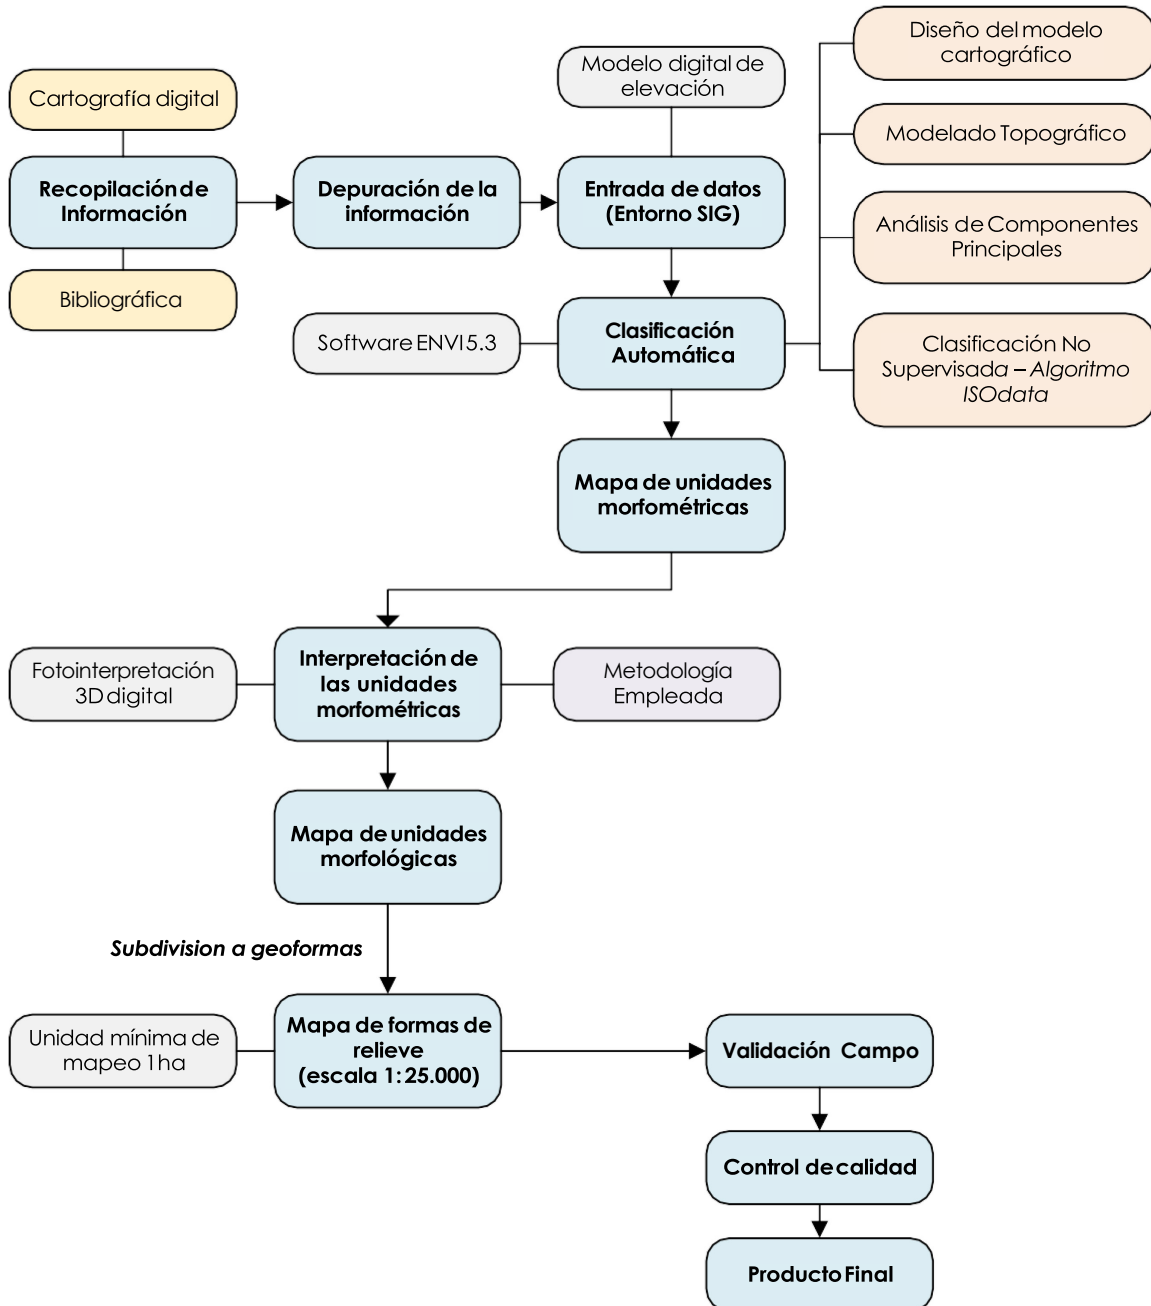 Diseño del modelo
cartográfico
Modelo digital de
elevación
Cartografía digital
Modelado Topográfico
Recopilación de
Información
Depuración de la
información
Entrada de datos
(Entorno SIG)
Análisis de Componentes
Principales
Bibliográfica
Software ENVI 5.3
Clasificación
Automática
Clasificación No
Supervisada – Algoritmo
ISOdata
Mapa de unidades
morfométricas
Fotointerpretación
3D digital
Interpretación de
las unidades
morfométricas
Metodología
Empleada
Mapa de unidades
morfológicas
Subdivision a geoformas
Unidad mínima de
mapeo 1 ha
Mapa de formas de
relieve
(escala 1:25.000)
Validación Campo
Control de calidad
Producto Final